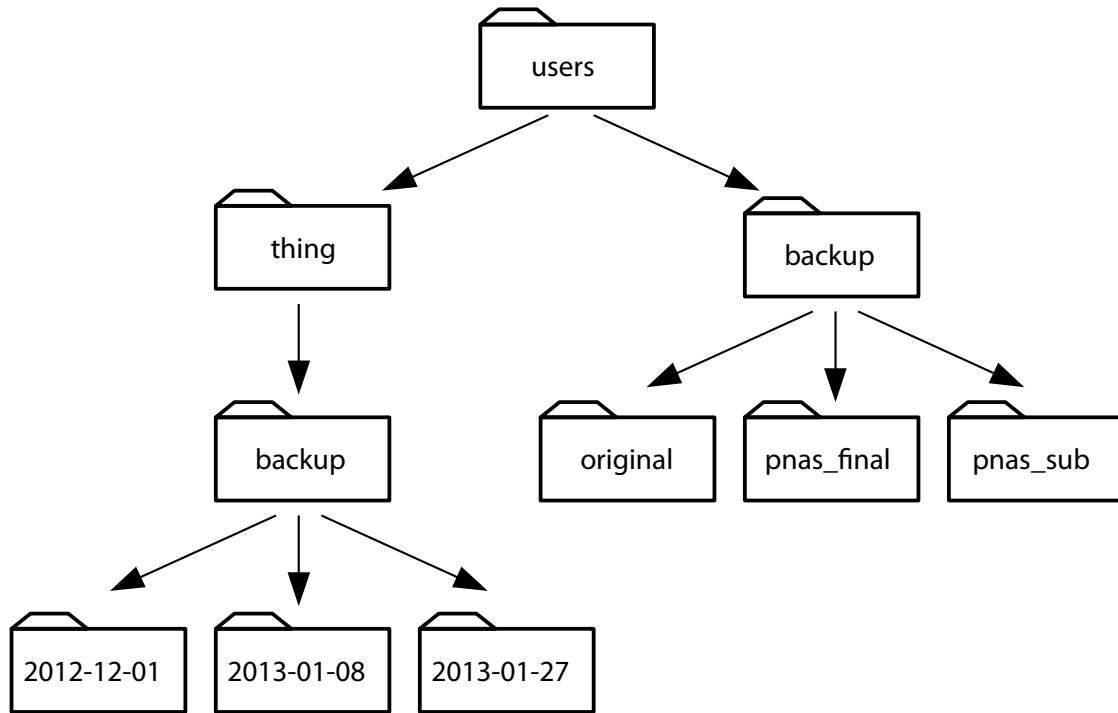 users
thing
backup
backup
original
pnas_final
pnas_sub
2012-12-01
2013-01-08
2013-01-27